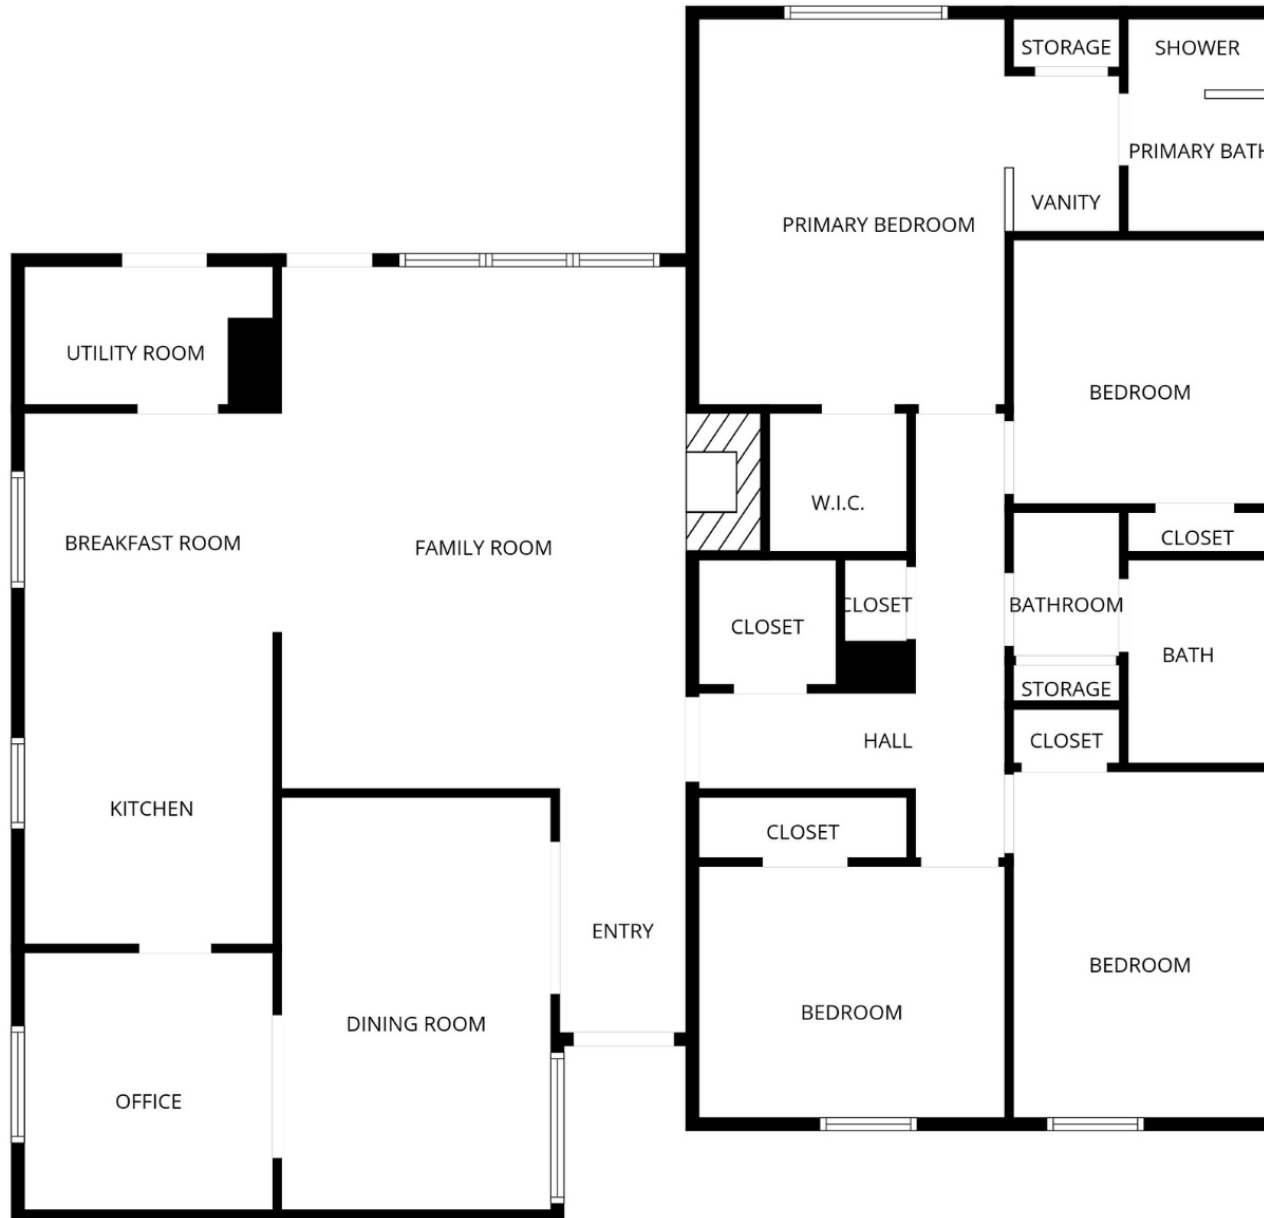 STORAGE
SHOWER
PRIMARY BATH
VANITY
PRIMARY BEDROOM
UTILITY ROOM
BEDROOM
W.I.C.
BREAKFAST ROOM
FAMILY ROOM
CLOSET
CLOSET
BATHROOM
CLOSET
BATH
STORAGE
HALL
CLOSET
KITCHEN
CLOSET
ENTRY
BEDROOM
BEDROOM
DINING ROOM
OFFICE